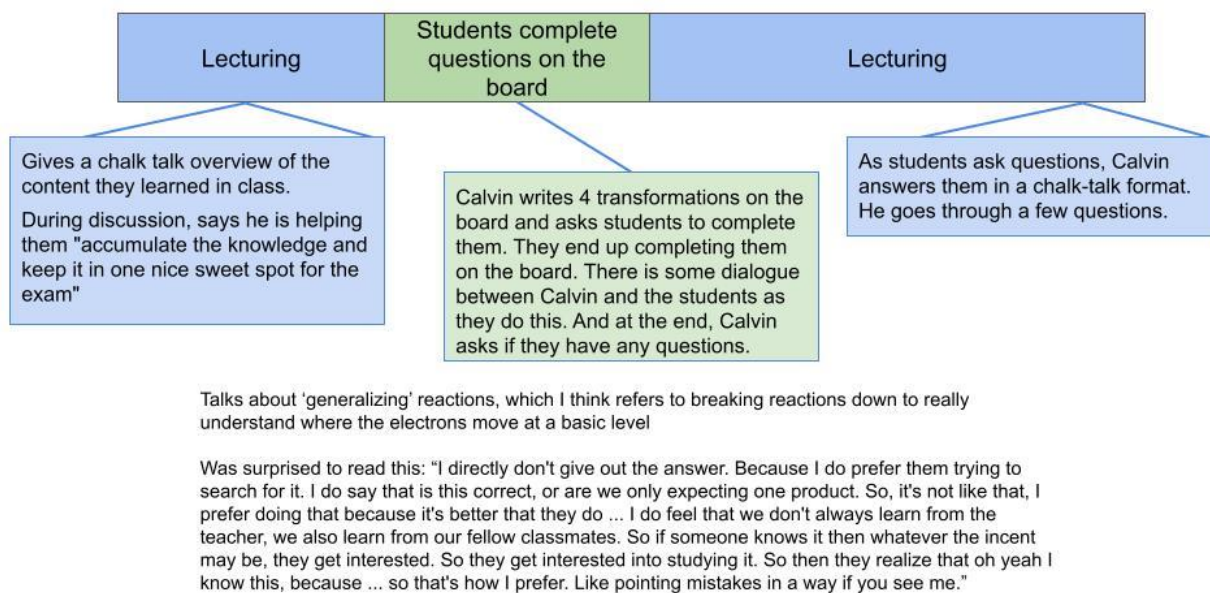 Lecturing
Students complete
questions on the
board
Lecturing
Gives a chalk talk overview of the
content they learned in class.
During discussion, says he is helping
them "accumulate the knowledge and
keep it in one nice sweet spot for the
exam"
Calvin writes 4 transformations on the
board and asks students to complete
them. They end up completing them
on the board. There is some dialogue
between Calvin and the students as
they do this. And at the end, Calvin
asks if they have any questions.
As students ask questions, Calvin
answers them in a chalk-talk format.
He goes through a few questions.
Talks about ‘generalizing’ reactions, which I think refers to breaking reactions down to really
understand where the electrons move at a basic level
Was surprised to read this: “I directly don't give out the answer. Because I do prefer them trying to
search for it. I do say that is this correct, or are we only expecting one product. So, it's not like that, I
prefer doing that because it's better that they do ... I do feel that we don't always learn from the
teacher, we also learn from our fellow classmates. So if someone knows it then whatever the incent
may be, they get interested. So they get interested into studying it. So then they realize that oh yeah I
know this, because ... so that's how I prefer. Like pointing mistakes in a way if you see me.”